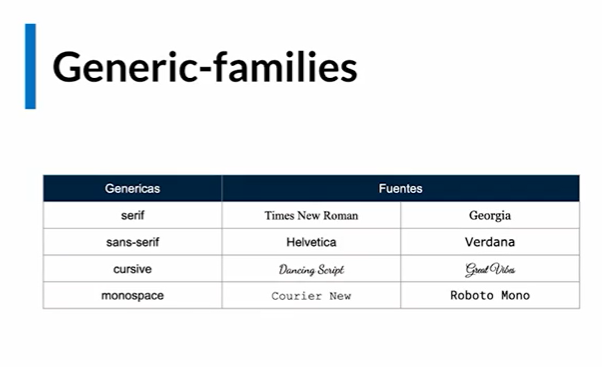 Generic-families
Genericas Fuentes
serif Times New Roman Georgia
sans-serif Helvetica Verdana
cursive Dancing Script Great Vibes
monospace Courier New Roboto Mono